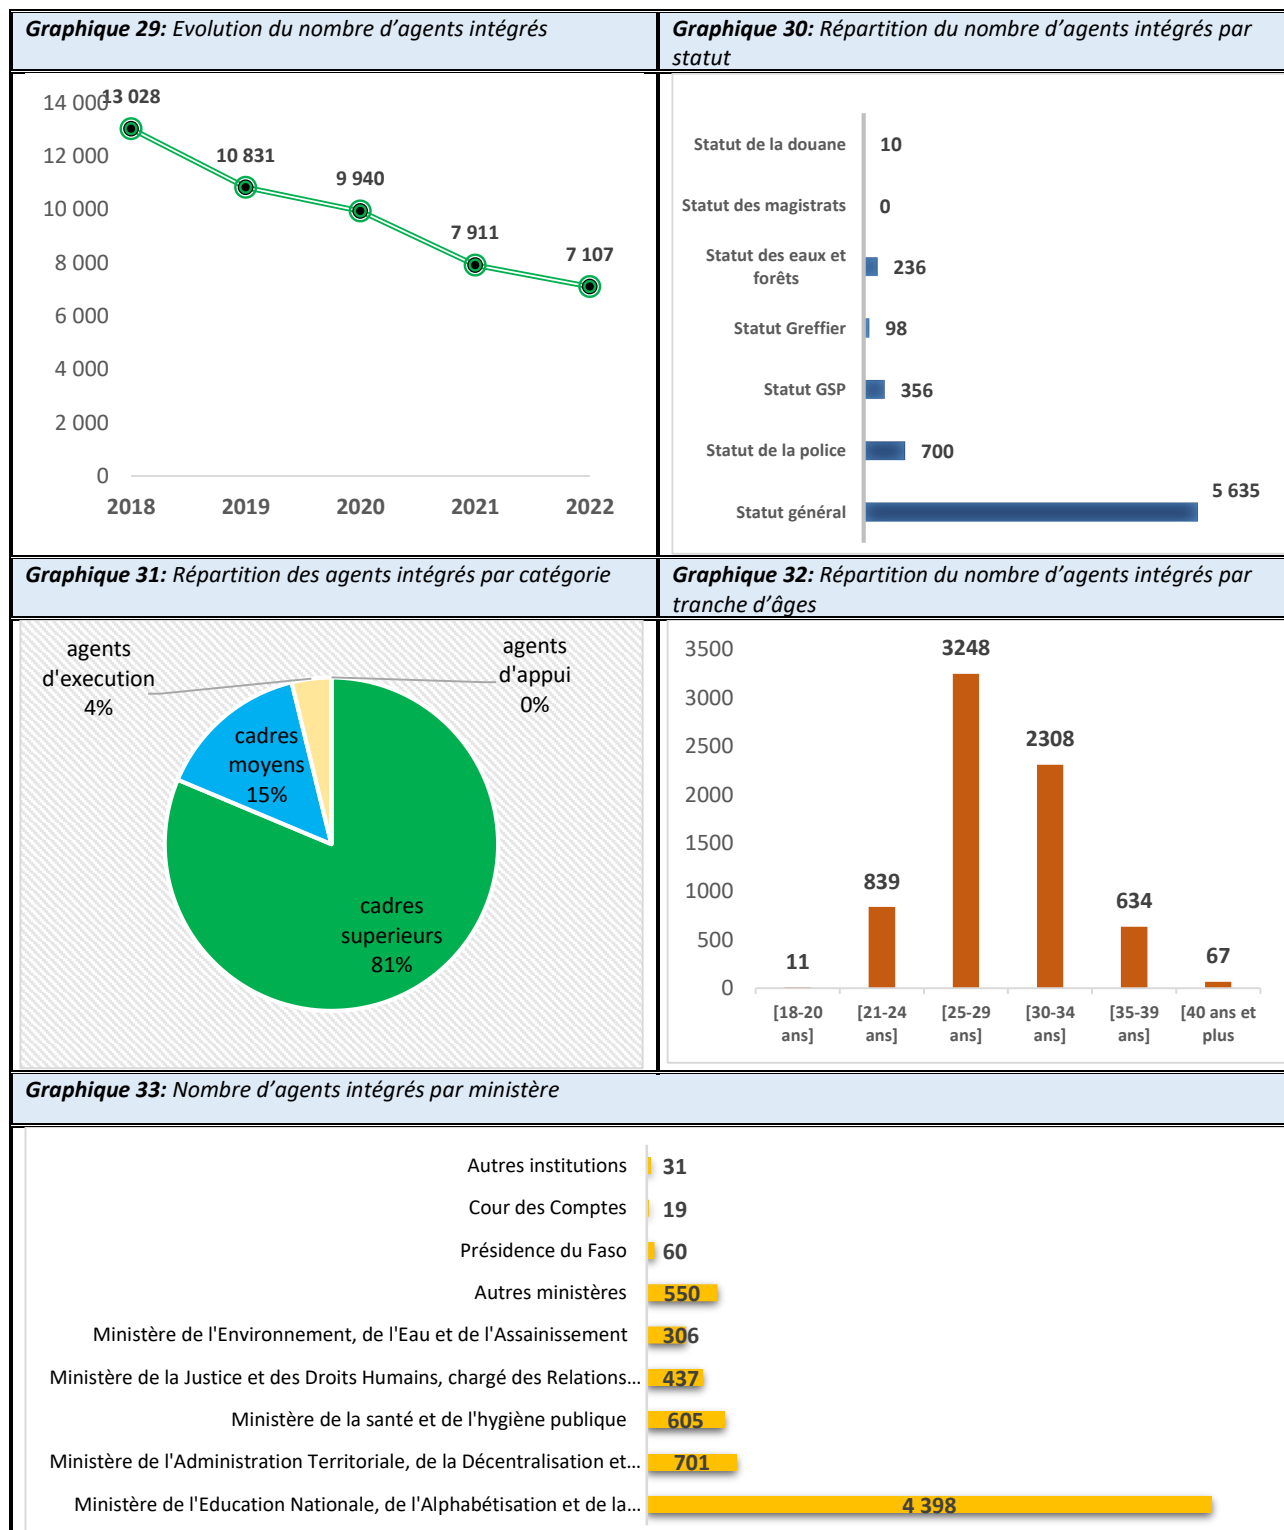 Graphique 29: Evolution du nombre d'agents intégrés
14 000
12 000
10 000
8 000
6 000
4 000
2 000
0
13 028
10 831
9 940
7 911
7 107
2018 2019 2020 2021 2022
Graphique 30: Répartition du nombre d'agents intégrés par
statut
Statut de la douane 10
Statut des magistrats 0
Statut des eaux et
forêts 236
Statut Greffier 98
Statut GSP 356
Statut de la police 700
Statut général 5 635
Graphique 31: Répartition des agents intégrés par catégorie
agents
d'execution
4%
agents
d'appui
0%
cadres
moyens
15%
cadres
superieurs
81%
Graphique 32: Répartition du nombre d'agents intégrés par
tranche d'âges
3500
3000
2500
2000
1500
1000
500
0
11
839
3248
2308
634
67
[18-20 [21-24 [25-29 [30-34 [35-39 [40 ans et
ans] ans] ans] ans] ans] plus
Graphique 33: Nombre d'agents intégrés par ministère
Autres institutions 31
Cour des Comptes 19
Présidence du Faso 60
Autres ministères 550
Ministère de l'Environnement, de l'Eau et de l'Assainissement 306
Ministère de la Justice et des Droits Humains, chargé des Relations... 437
Ministère de la santé et de l'hygiène publique 605
Ministère de l'Administration Territoriale, de la Décentralisation et... 701
Ministère de l'Education Nationale, de l'Alphabétisation et de la... 4 398